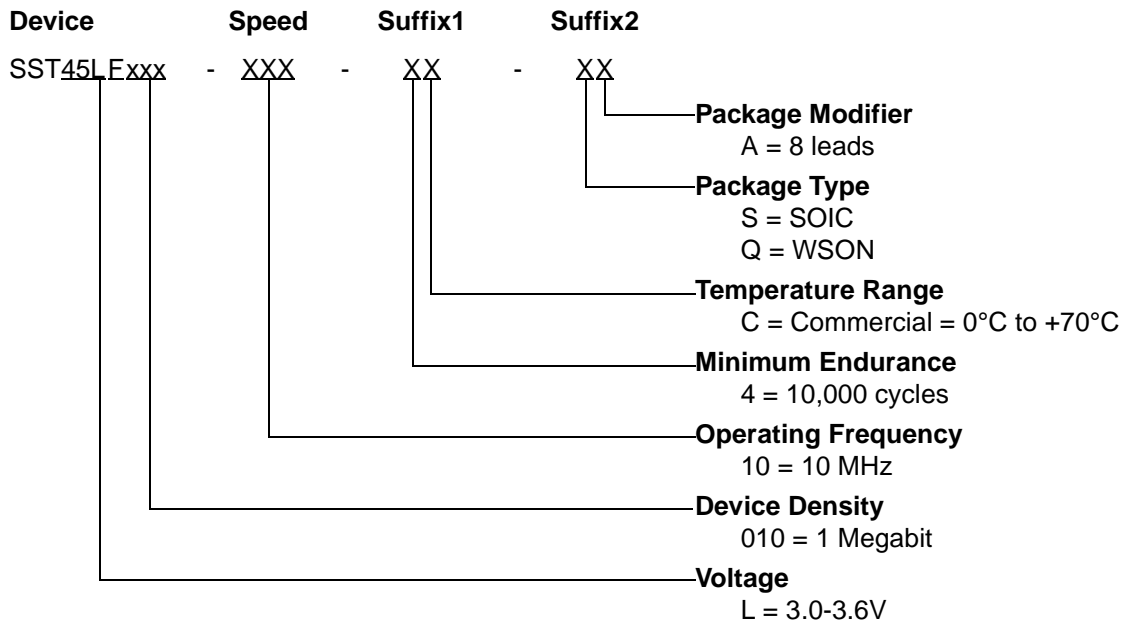 Device Speed Suffix1 Suffix2
SST45LFxxx - XXX - XX - XX
Package Modifier
A = 8 leads
Package Type
S = SOIC
Q = WSON
Temperature Range
C = Commercial = 0°C to +70°C
Minimum Endurance
4 = 10,000 cycles
Operating Frequency
10 = 10 MHz
Device Density
010 = 1 Megabit
Voltage
L = 3.0-3.6V